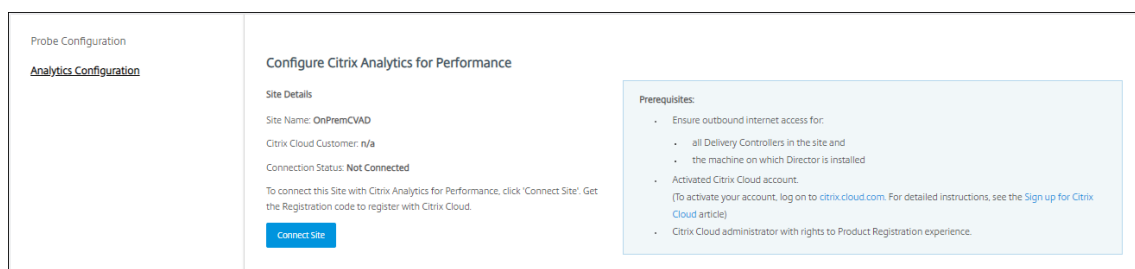 Probe Configuration
Analytics Configuration
Configure Citrix Analytics for Performance
Site Details
Site Name: OnPremCVAD
Citrix Cloud Customer: n/a
Connection Status: Not Connected
To connect this Site with Citrix Analytics for Performance, click 'Connect Site'. Get
the Registration code to register with Citrix Cloud.
Connect Site
Prerequisites:
• Ensure outbound internet access for:
• all Delivery Controllers in the site and
• the machine on which Director is installed
• Activated Citrix Cloud account.
(To activate your account, log on to citrix.cloud.com. For detailed instructions, see the Sign up for Citrix
Cloud article)
• Citrix Cloud administrator with rights to Product Registration experience.